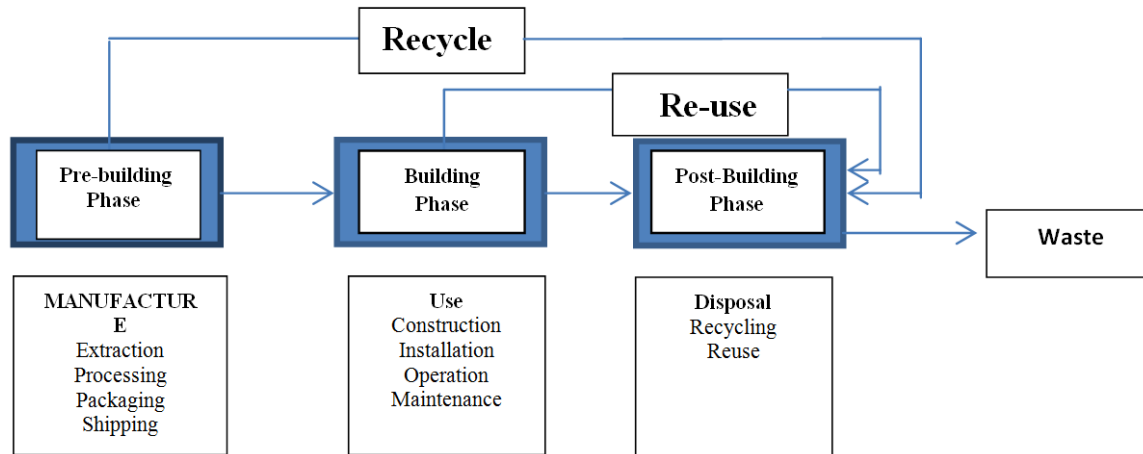 Recycle
Re-use
Pre-building
Phase
Building
Phase
Post-Building
Phase
Waste
MANUFACTUR
E
Extraction
Processing
Packaging
Shipping
Use
Construction
Installation
Operation
Maintenance
Disposal
Recycling
Reuse